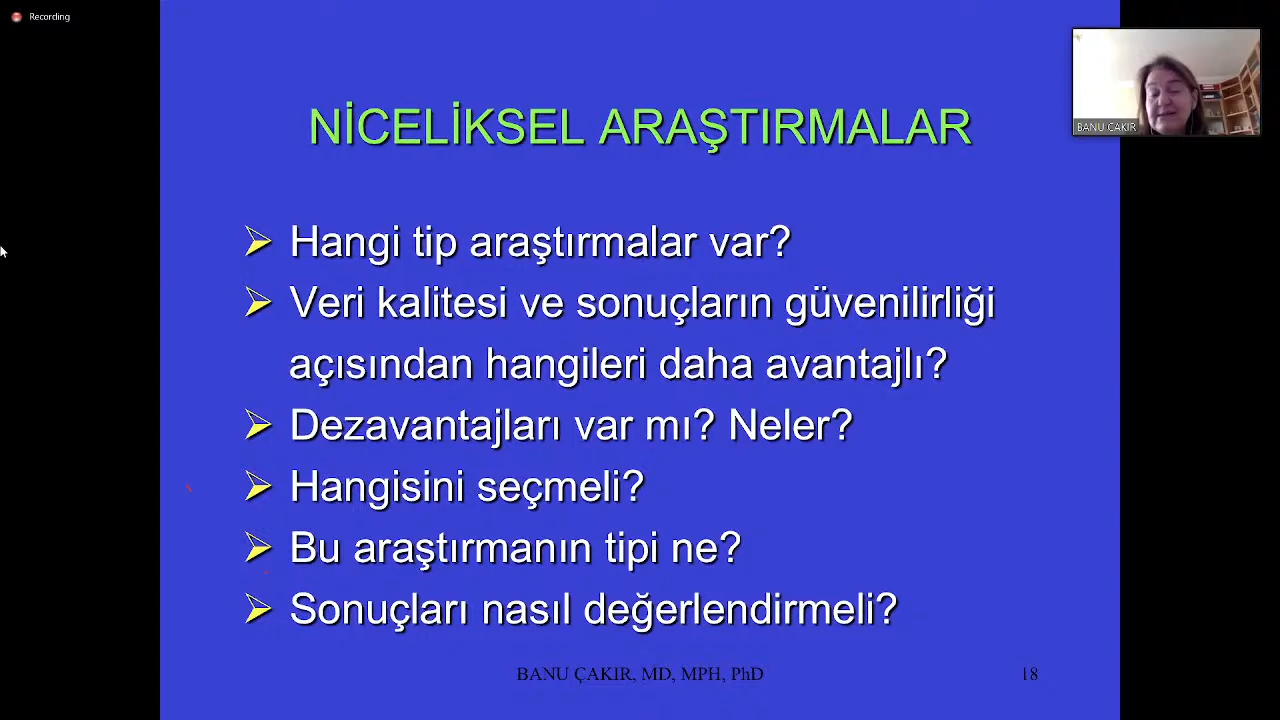 Recording
BANU CAKIR
NİCELİKSEL ARAŞTIRMALAR
Hangi tip araştırmalar var?
Veri kalitesi ve sonuçların güvenilirliği
açısından hangileri daha avantajlı?
Dezavantajları var mı? Neler?
Hangisini seçmeli?
Bu araştırmanın tipi ne?
Sonuçları nasıl değerlendirmeli?
BANU ÇAKIR, MD, MPH, PhD
18